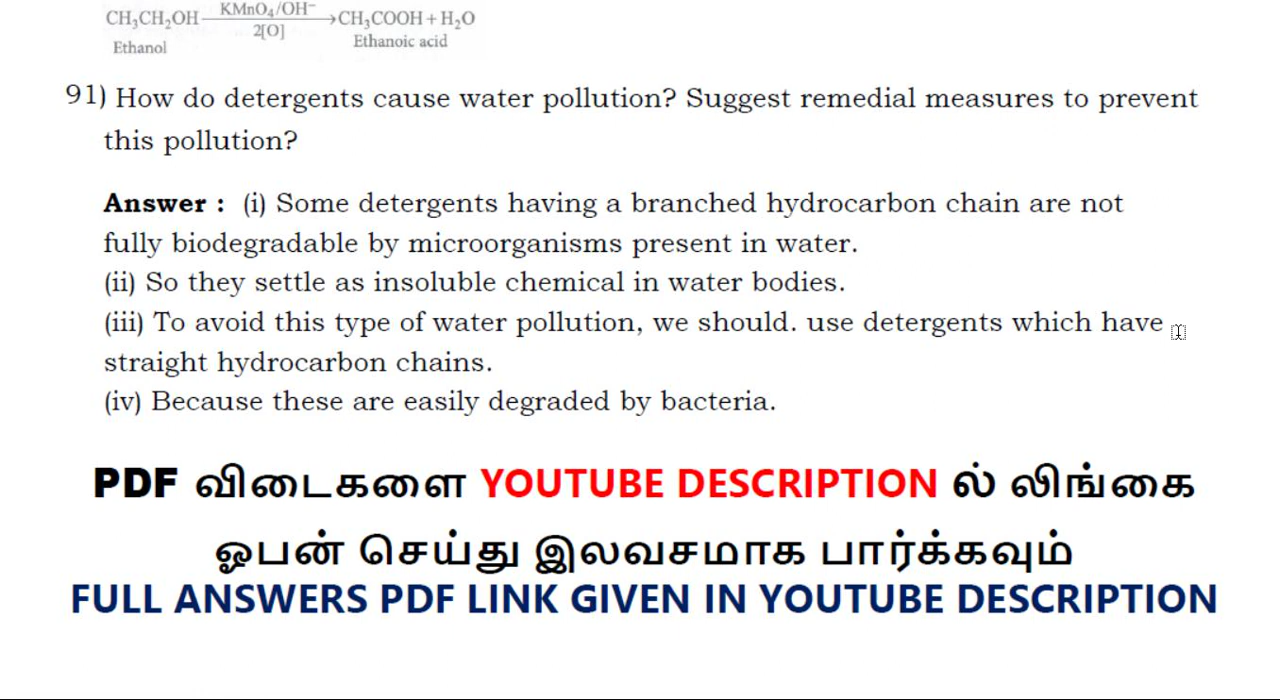 CH₃CH₂OH KMnO₄/OH⁻ 2[O] → CH₃COOH + H₂O
Ethanol Ethanoic acid
91) How do detergents cause water pollution? Suggest remedial measures to prevent
this pollution?
Answer : (i) Some detergents having a branched hydrocarbon chain are not
fully biodegradable by microorganisms present in water.
(ii) So they settle as insoluble chemical in water bodies.
(iii) To avoid this type of water pollution, we should. use detergents which have
straight hydrocarbon chains.
(iv) Because these are easily degraded by bacteria.
PDF விடைகளை YOUTUBE DESCRIPTION ல் லிங்கை
ஓபன் செய்து இலவசமாக பார்க்கவும்
FULL ANSWERS PDF LINK GIVEN IN YOUTUBE DESCRIPTION